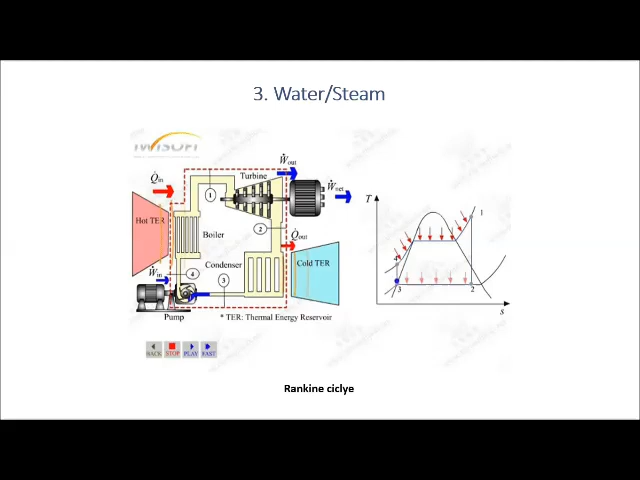 3. Water/Steam
Q̇in
Hot TER
Ẇin
Pump
Boiler
Condenser
Turbine
Ẇout
Ẇnet
Q̇out
Cold TER
1
2
3
4
* TER: Thermal Energy Reservoir
BACK
STOP
PLAY
FAST
T
1
4
3
2
s
Rankine ciclye